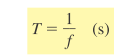 T = 1/f (s)